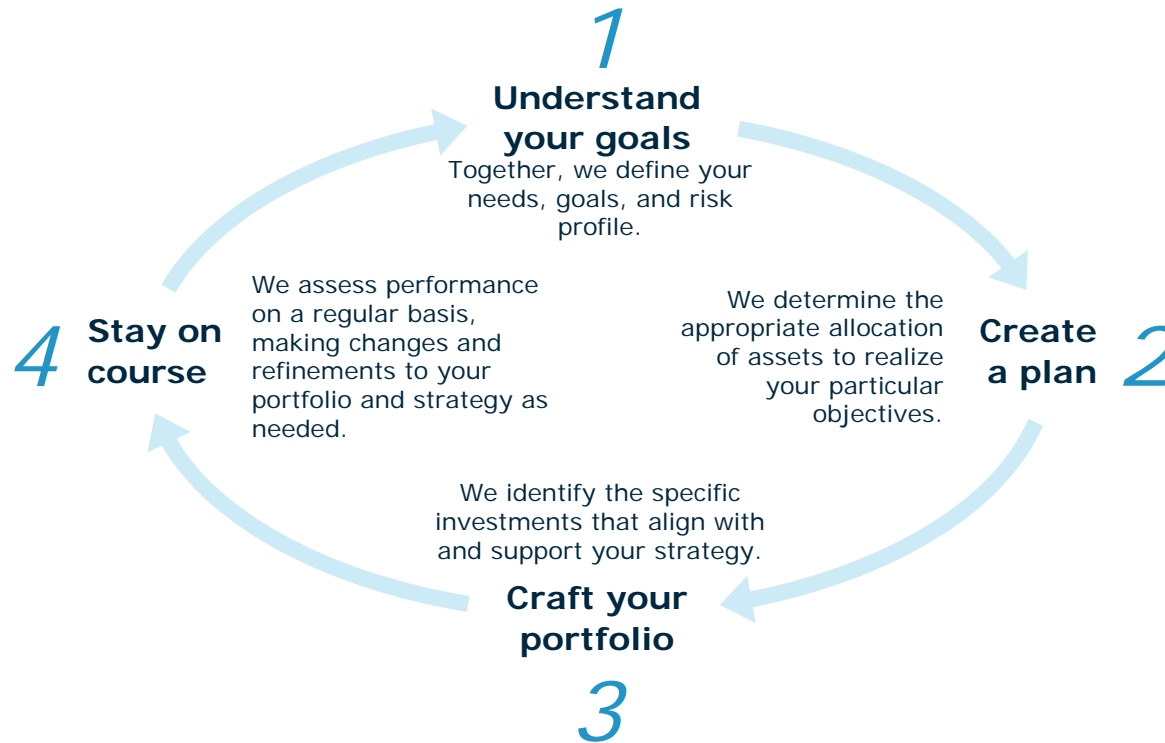 1
Understand
your goals
Together, we define your
needs, goals, and risk
profile.
We determine the
appropriate allocation
of assets to realize
your particular
objectives.
Create
a plan
2
We identify the specific
investments that align with
and support your strategy.
Craft your
portfolio
3
4
Stay on
course
We assess performance
on a regular basis,
making changes and
refinements to your
portfolio and strategy as
needed.